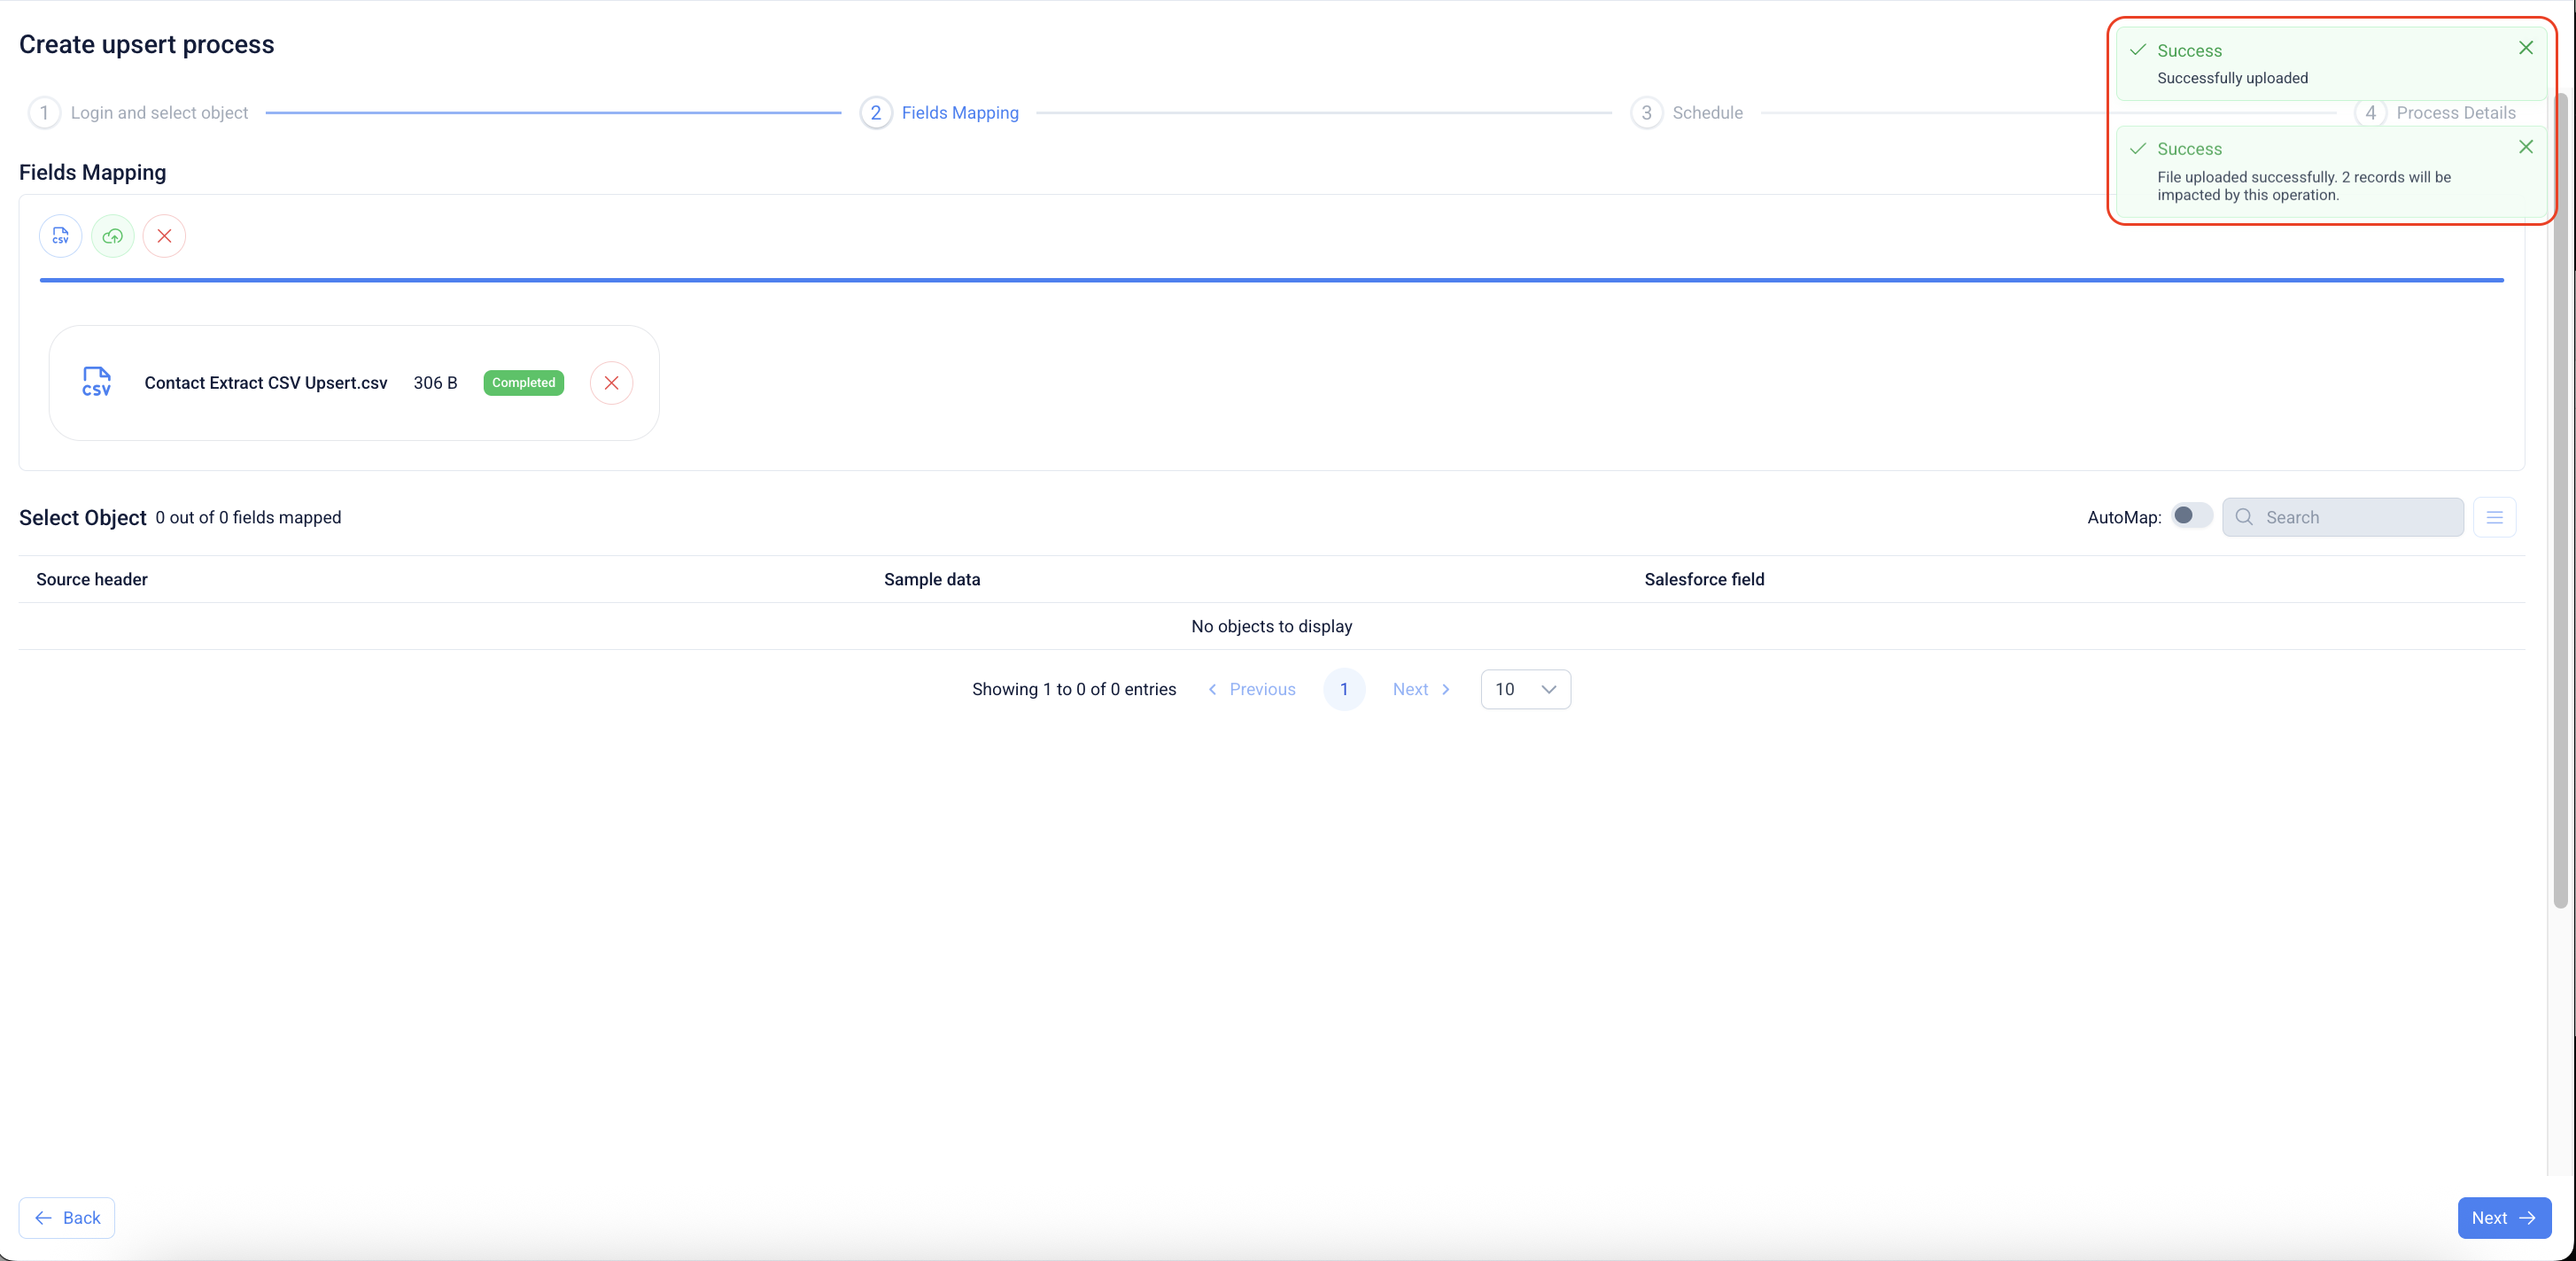 Create upsert process
Success
Successfully uploaded
1 Login and select object
2 Fields Mapping
3 Schedule
4 Process Details
Success
File uploaded successfully. 2 records will be
impacted by this operation.
Fields Mapping
CSV
CSV
Contact Extract CSV Upsert.csv 306 B Completed
Select Object 0 out of 0 fields mapped
AutoMap:
Search
Source header Sample data Salesforce field
No objects to display
Showing 1 to 0 of 0 entries Previous 1 Next 10
Back
Next